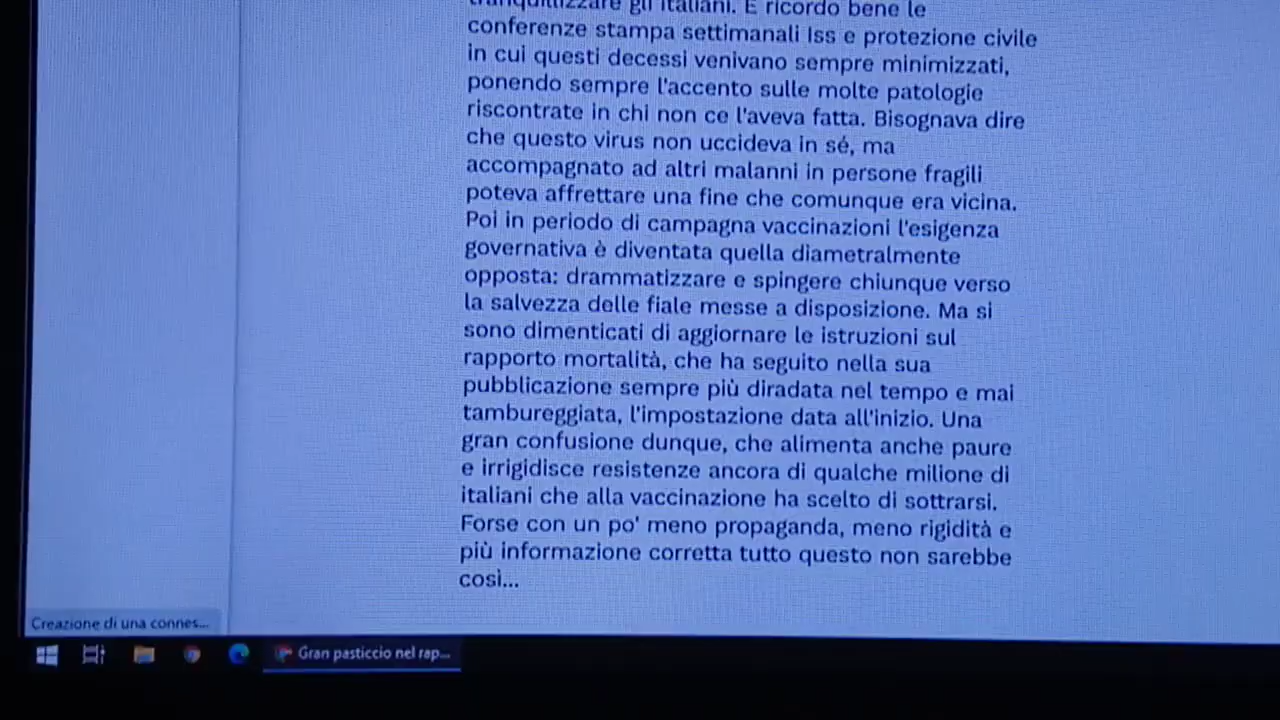 tranquillizzare gli italiani. E ricordo bene le
conferenze stampa settimanali Iss e protezione civile
in cui questi decessi venivano sempre minimizzati,
ponendo sempre l'accento sulle molte patologie
riscontrate in chi non ce l'aveva fatta. Bisognava dire
che questo virus non uccideva in sé, ma
accompagnato ad altri malanni in persone fragili
poteva affrettare una fine che comunque era vicina.
Poi in periodo di campagna vaccinazioni l'esigenza
governativa è diventata quella diametralmente
opposta: drammatizzare e spingere chiunque verso
la salvezza delle fiale messe a disposizione. Ma si
sono dimenticati di aggiornare le istruzioni sul
rapporto mortalità, che ha seguito nella sua
pubblicazione sempre più diradata nel tempo e mai
tambureggiata, l'impostazione data all'inizio. Una
gran confusione dunque, che alimenta anche paure
e irrigidisce resistenze ancora di qualche milione di
italiani che alla vaccinazione ha scelto di sottrarsi.
Forse con un po' meno propaganda, meno rigidità e
più informazione corretta tutto questo non sarebbe
così...
Creazione di una connes...
Gran pasticcio nel rap...